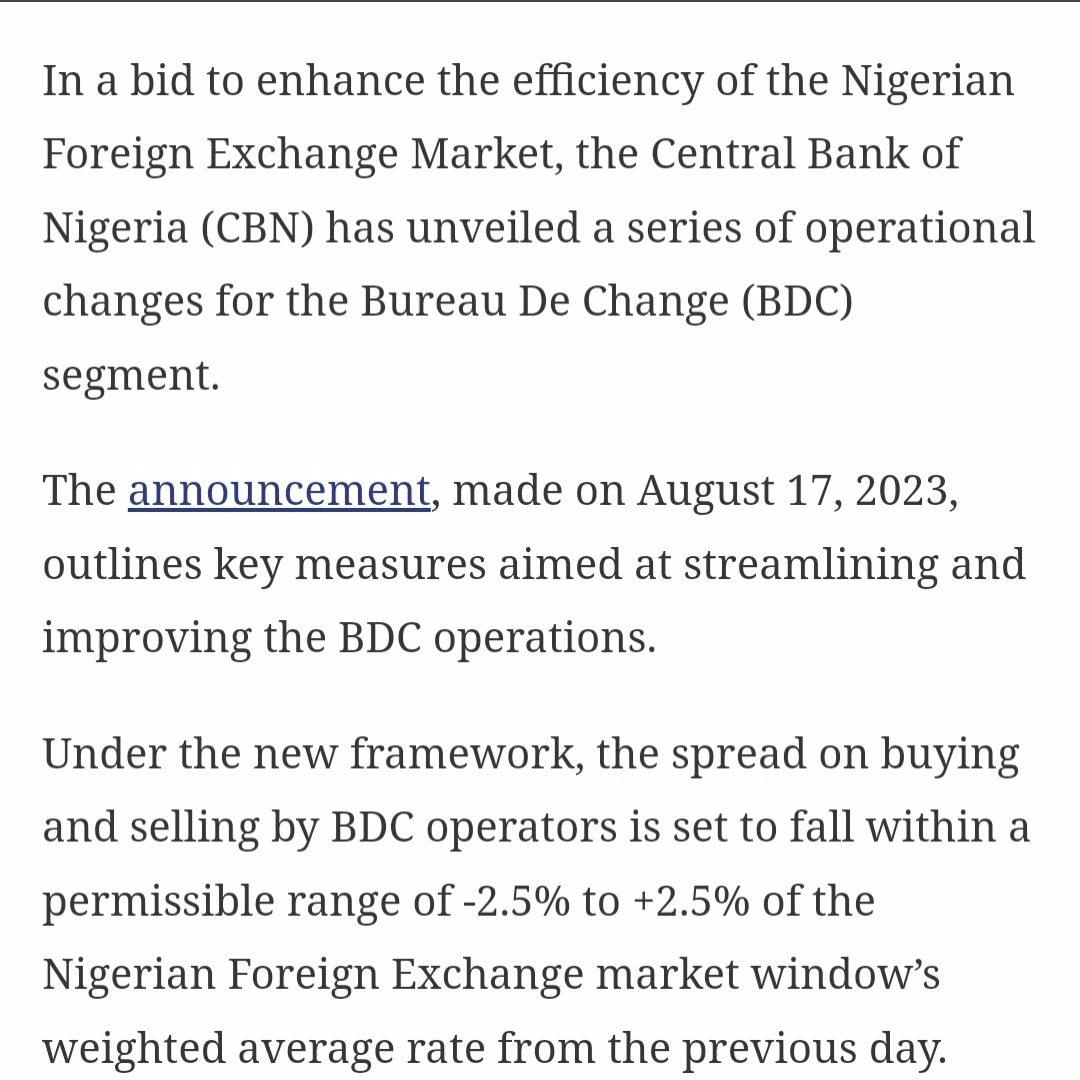 In a bid to enhance the efficiency of the Nigerian
Foreign Exchange Market, the Central Bank of
Nigeria (CBN) has unveiled a series of operational
changes for the Bureau De Change (BDC)
segment.
The announcement, made on August 17, 2023,
outlines key measures aimed at streamlining and
improving the BDC operations.
Under the new framework, the spread on buying
and selling by BDC operators is set to fall within a
permissible range of -2.5% to +2.5% of the
Nigerian Foreign Exchange market window’s
weighted average rate from the previous day.